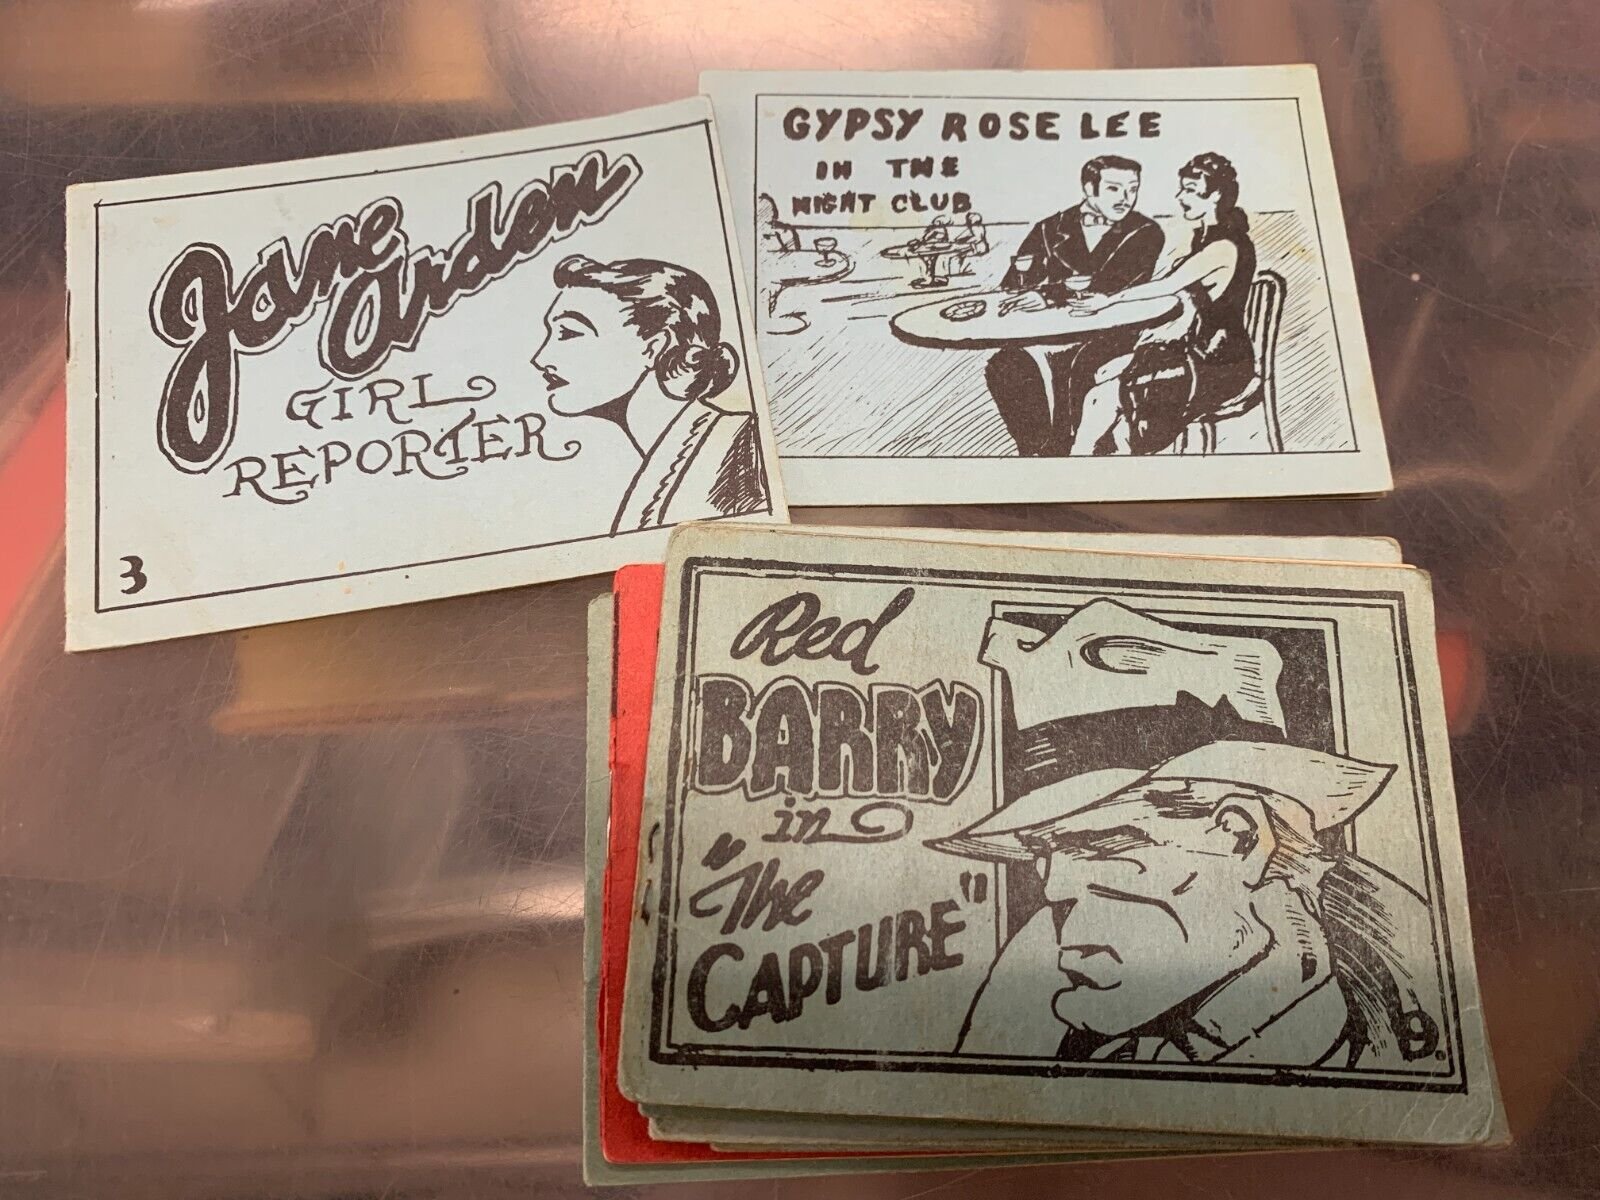 Jane
Arden
GIRL
REPORTER
3
GYPSY ROSE LEE
IN THE
NIGHT CLUB
Red
BARRY
in
"The
CAPTURE"
9.